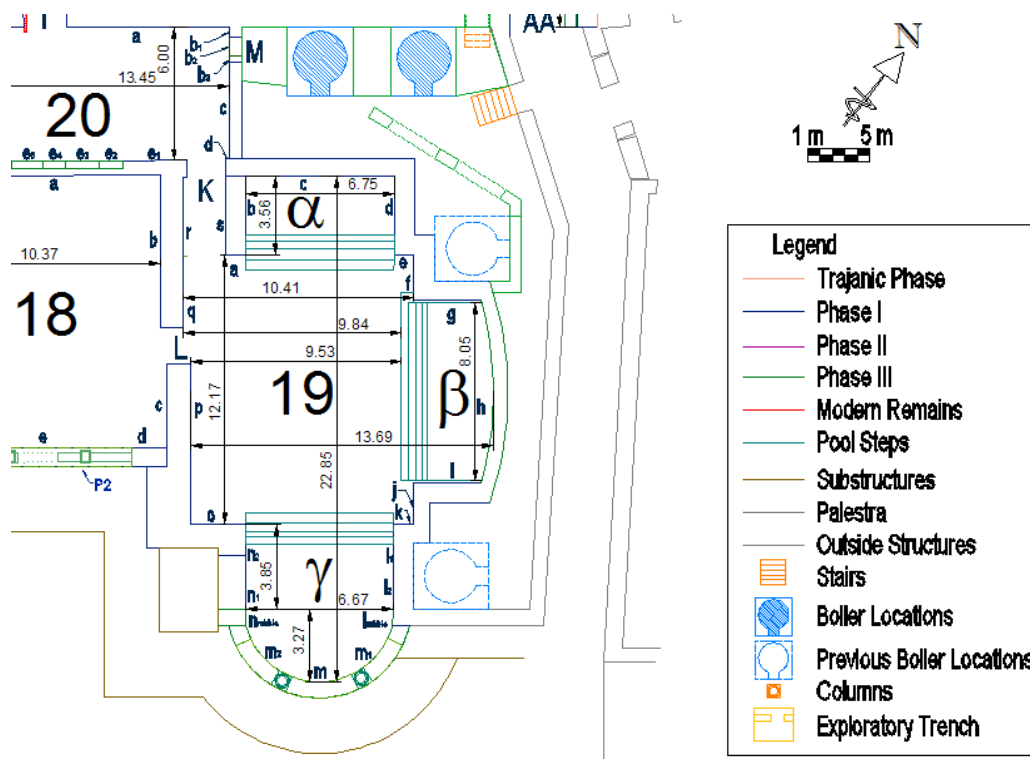 T
AA
a
b1
b2
b3
M
6.00
13.45
c
20
d
N
1 m 5 m
e5 e4 e3 e2 e1
a
K
c
6.75
b
3.56
α
d
s
r
b
10.37
a
e
f
10.41
q
g
9.84
18
L
9.53
8.05
c
p
12.17
19
β
h
13.69
22.85
e
d
P2
l
j
k
o
n2
k
3.85
γ
l2
n1
6.67
3.27
m2
m
m1
Legend
Trajanic Phase
Phase I
Phase II
Phase III
Modern Remains
Pool Steps
Substructures
Palestra
Outside Structures
Stairs
Boiler Locations
Previous Boiler Locations
Columns
Exploratory Trench